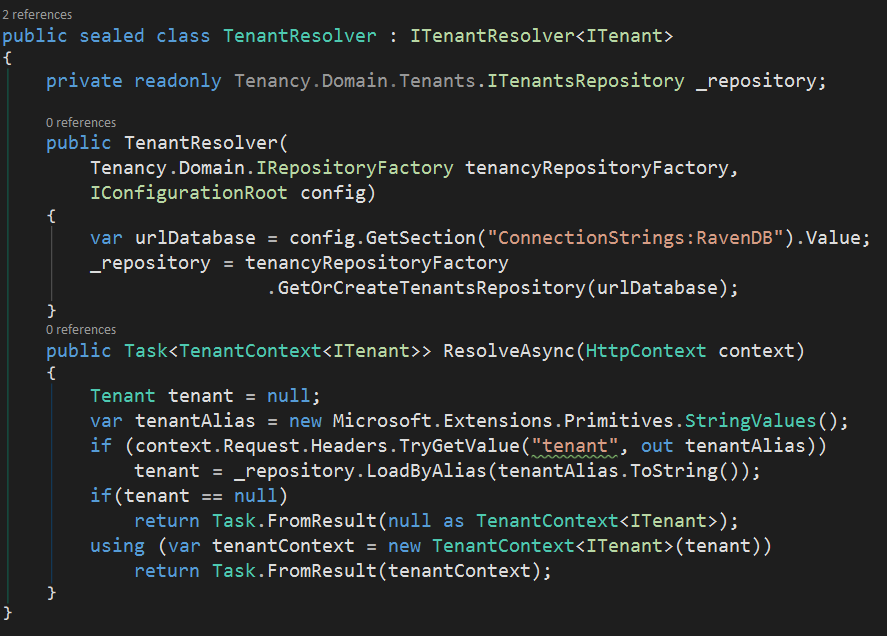 2 references
public sealed class TenantResolver : ITenantResolver<ITenant>
{
    private readonly Tenancy.Domain.Tenants.ITenantsRepository _repository;
    0 references
    public TenantResolver(
        Tenancy.Domain.IRepositoryFactory tenancyRepositoryFactory,
        IConfigurationRoot config)
    {
        var urlDatabase = config.GetSection("ConnectionStrings:RavenDB").Value;
        _repository = tenancyRepositoryFactory
                        .GetOrCreateTenantsRepository(urlDatabase);
    }
    0 references
    public Task<TenantContext<ITenant>> ResolveAsync(HttpContext context)
    {
        Tenant tenant = null;
        var tenantAlias = new Microsoft.Extensions.Primitives.StringValues();
        if (context.Request.Headers.TryGetValue("tenant", out tenantAlias))
            tenant = _repository.LoadByAlias(tenantAlias.ToString());
        if(tenant == null)
            return Task.FromResult(null as TenantContext<ITenant>);
        using (var tenantContext = new TenantContext<ITenant>(tenant))
            return Task.FromResult(tenantContext);
    }
}